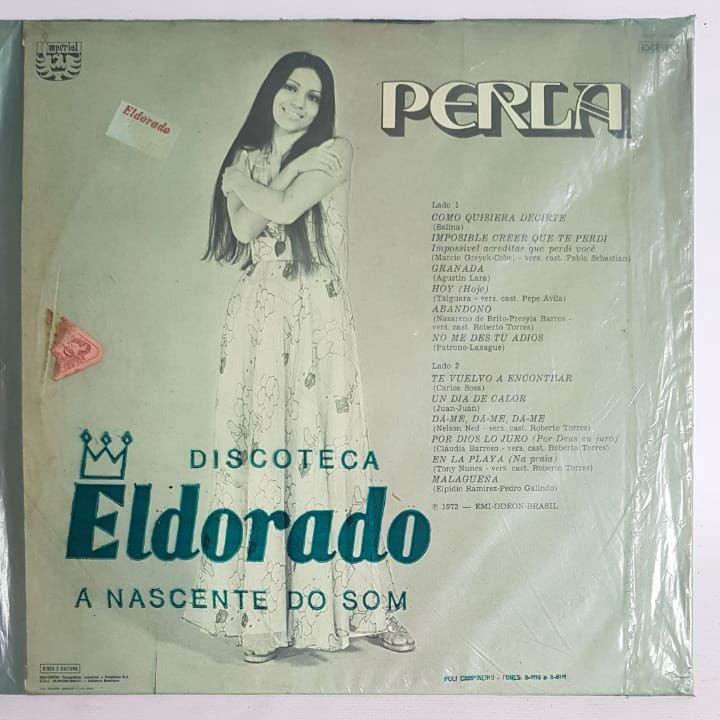 Imperial
PERLA
Eldorado
Lado 1
COMO QUISIERA DECIRTE
(Salina)
IMPOSIBLE CREER QUE TE PERDI
Impossivel acreditar que perdi você
(Marcio Greyck-Cobel - vers. cast. Pablo Sebastian)
GRANADA
(Agustin Lara)
HOY (Hoje)
(Taiguara - vers. cast. Pepe Avila)
ABANDONO
(Nazareno de Brito-Presyla Barros -
vers. cast. Roberto Torres)
NO ME DES TU ADIOS
(Patrono-Laxague)
Lado 2
TE VUELVO A ENCONTRAR
(Carlos Sosa)
UN DIA DE CALOR
(Juan-Juan)
DA-ME, DA-ME, DA-ME
(Nelson Ned - vers. cast. Roberto Torres)
POR DIOS LO JURO (Por Deus eu juro)
(Claudia Barroso - vers. cast. Roberto Torres)
EN LA PLAYA (Na praia)
(Tony Nunes - vers. cast. Roberto Torres)
MALAGUEÑA
(Elpidio Ramirez-Pedro Galindo)
℗ 1972 — EMI-ODEON-BRASIL
DISCOTECA
Eldorado
A NASCENTE DO SOM
DISCO É CULTURA
POLI CAMPINEIRO - FONES: